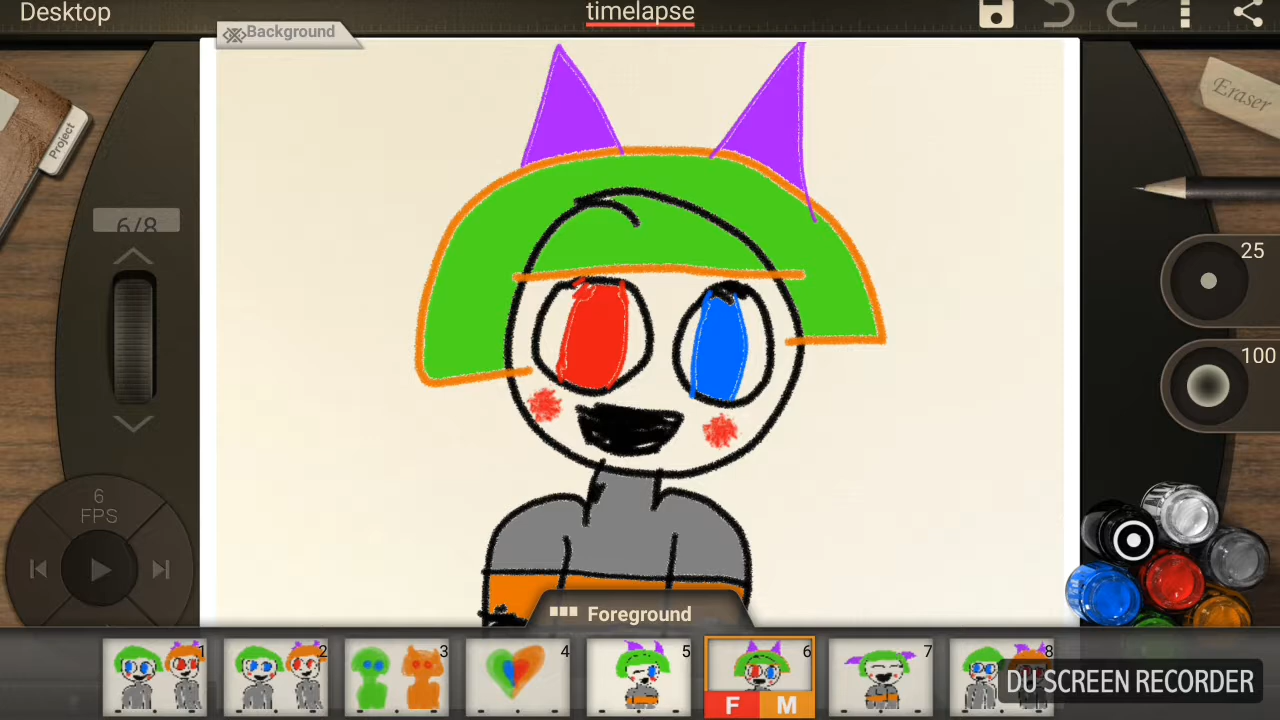 Desktop
timelapse
Background
Project
Eraser
6/8
25
100
6
FPS
Foreground
1
2
3
4
5
6
7
8
F M
DU SCREEN RECORDER